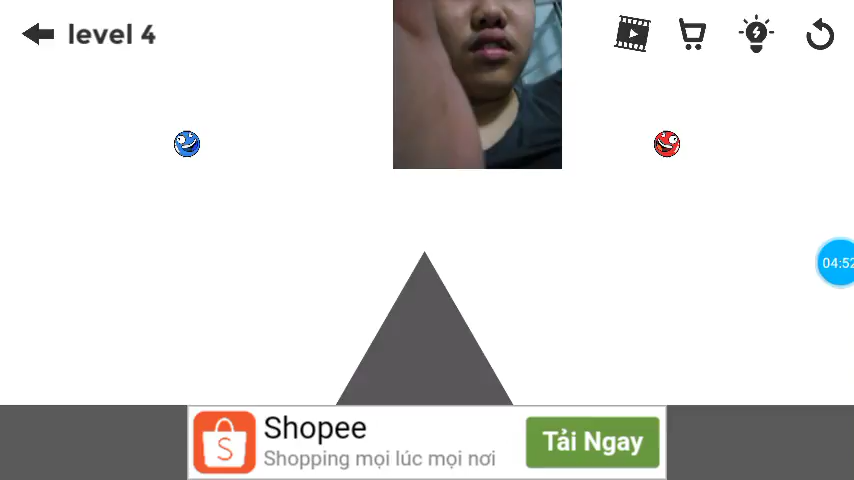 level 4
04:52
Shopee
Shopping mọi lúc mọi nơi
Tải Ngay